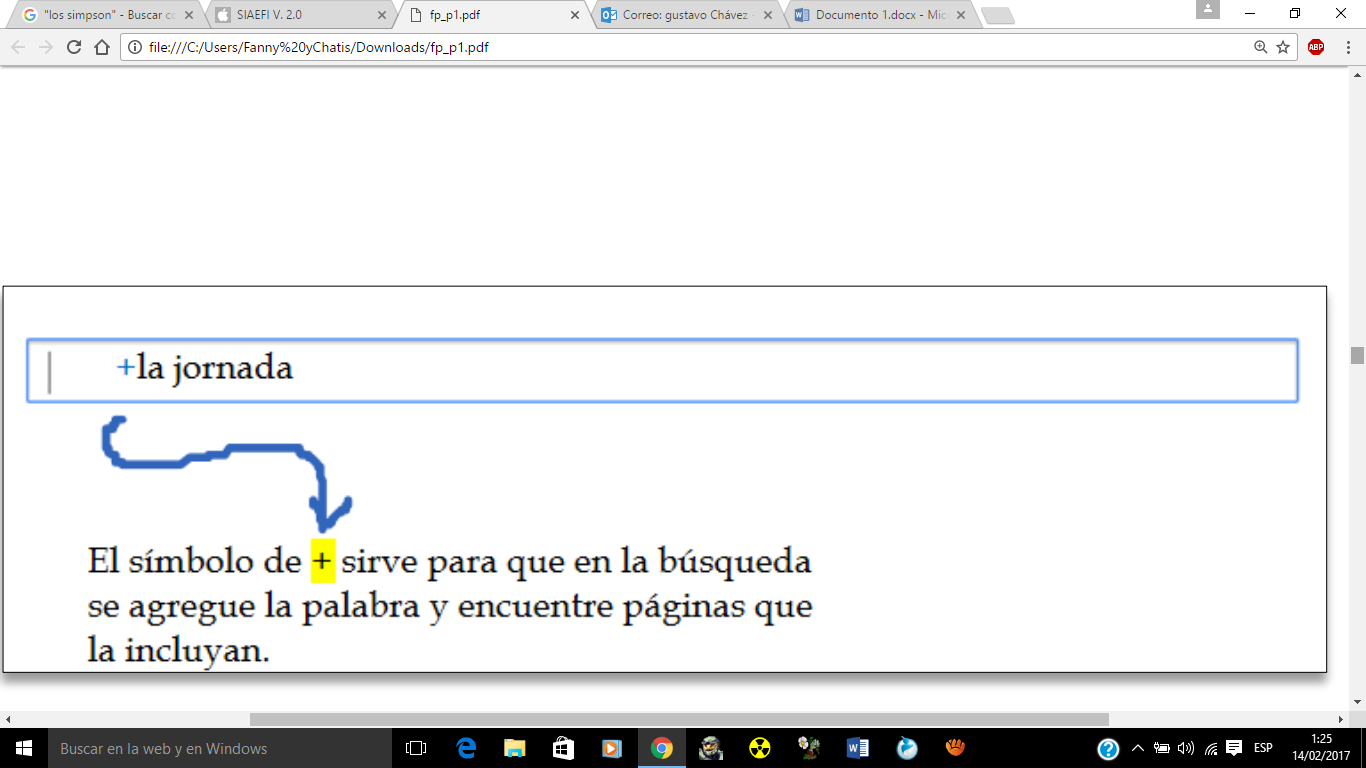 "los simpson" - Buscar co
SIAEFI V. 2.0
fp_p1.pdf
Correo: gustavo Chávez -
Documento 1.docx - Mic
file:///C:/Users/Fanny%20yChatis/Downloads/fp_p1.pdf
ABP
+la jornada
El símbolo de + sirve para que en la búsqueda
se agregue la palabra y encuentre páginas que
la incluyan.
Buscar en la web y en Windows
ESP
1:25
14/02/2017